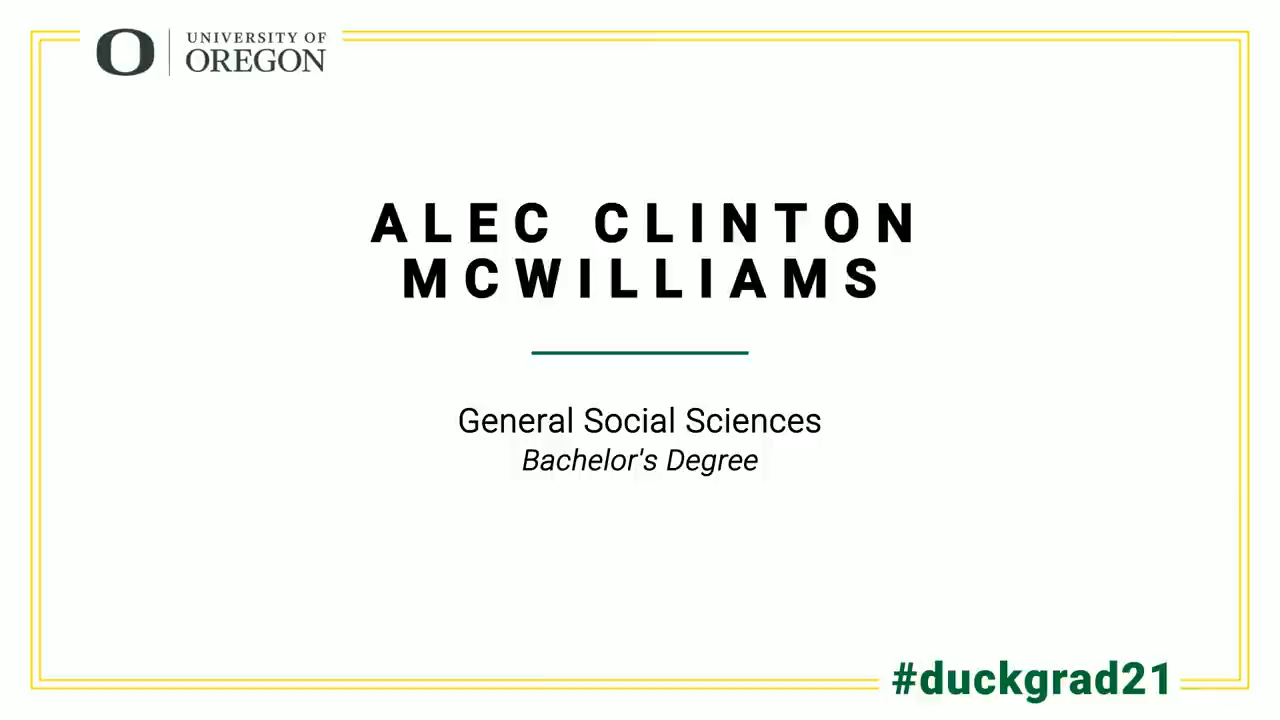 UNIVERSITY OF
OREGON
ALEC CLINTON
MCWILLIAMS
General Social Sciences
Bachelor's Degree
#duckgrad21